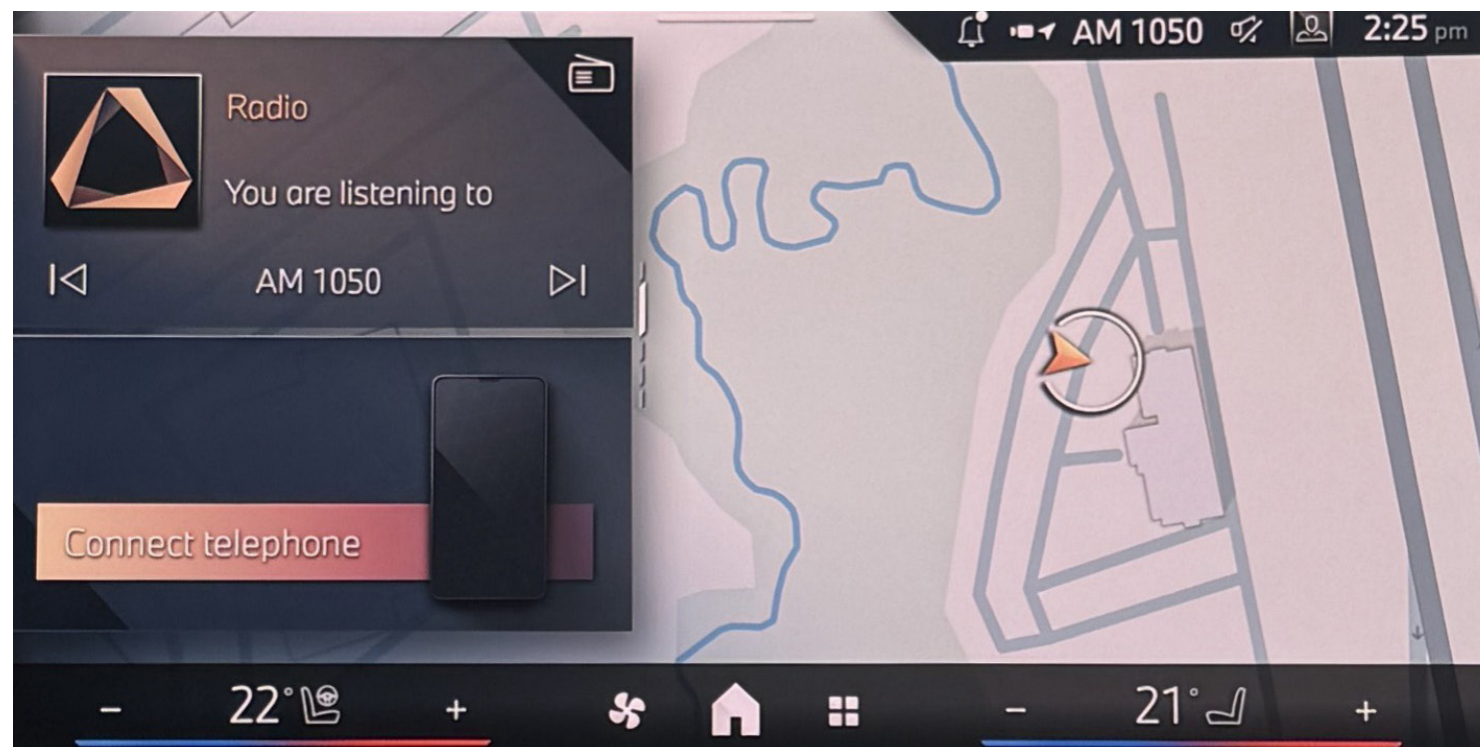 AM 1050
2:25 pm
Radio
You are listening to
AM 1050
Connect telephone
- 22° +
- 21° +